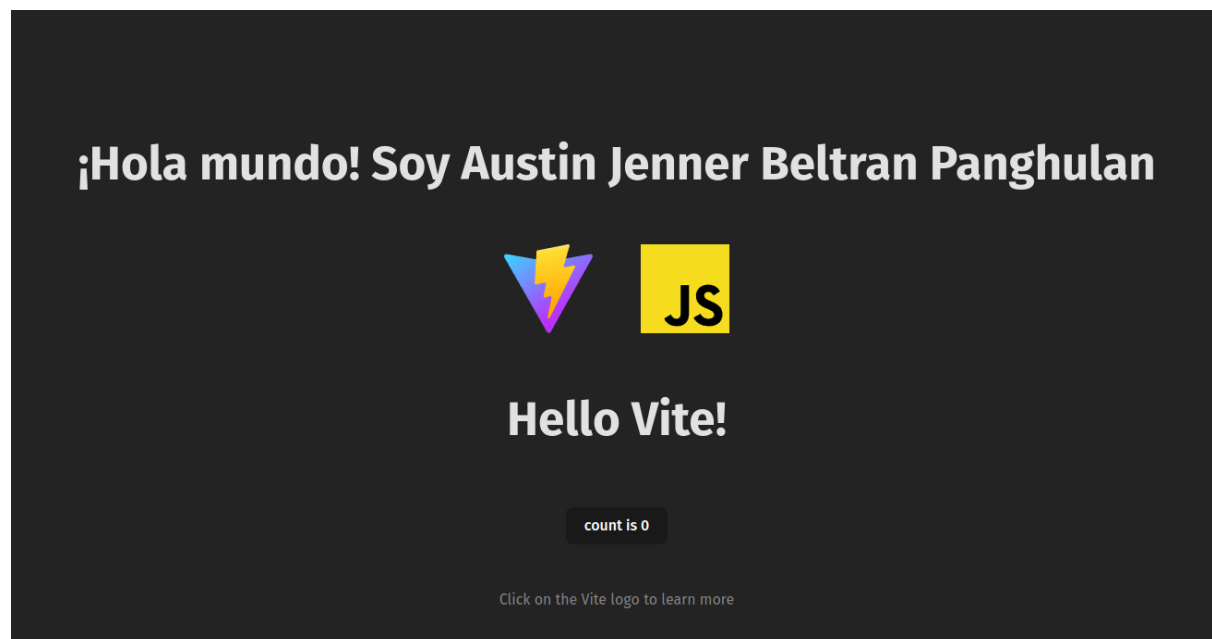 ¡Hola mundo! Soy Austin Jenner Beltran Panghulan
JS
Hello Vite!
count is 0
Click on the Vite logo to learn more